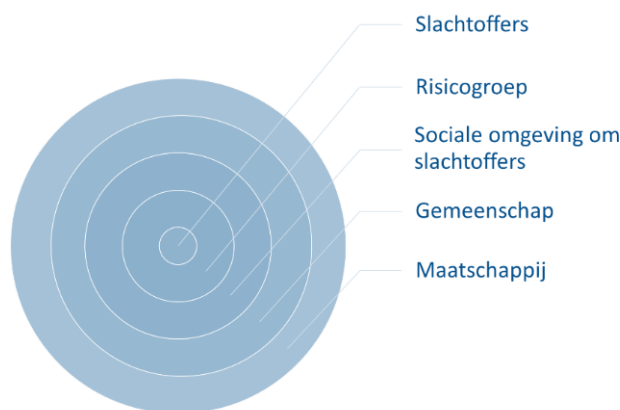 Slachtoffers
Risicogroep
Sociale omgeving om
slachtoffers
Gemeenschap
Maatschappij